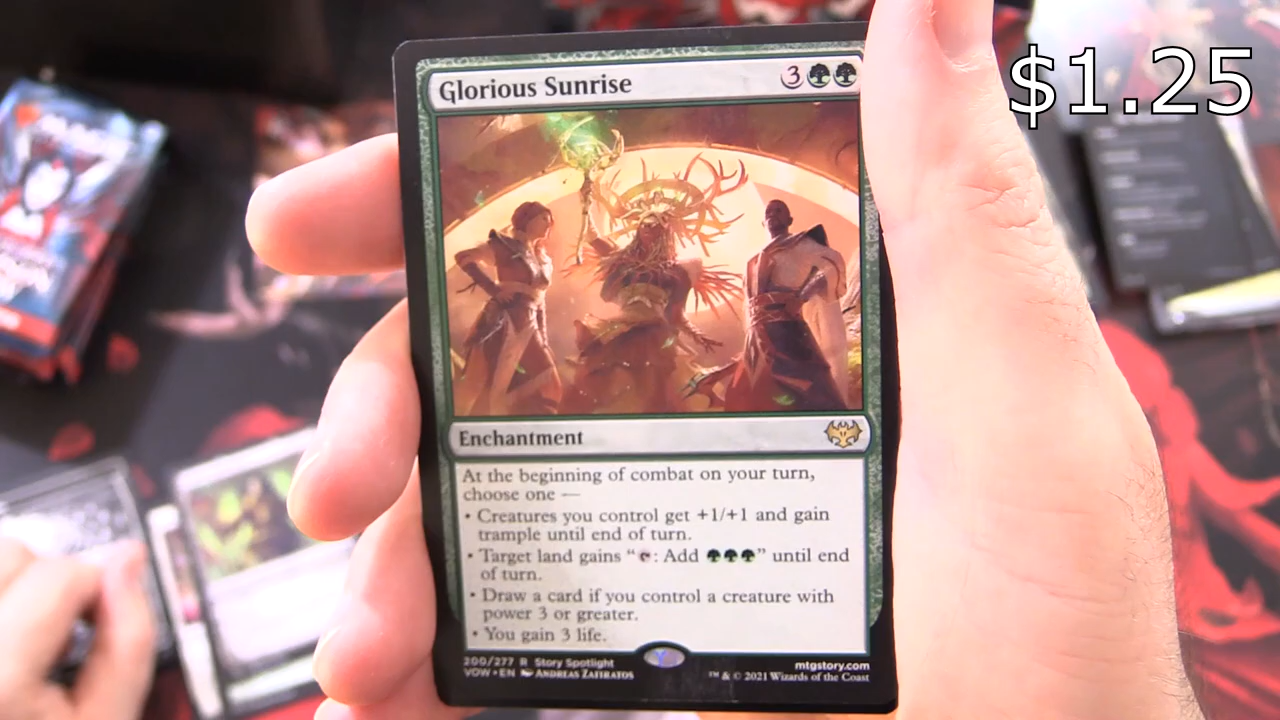 $1.25
Glorious Sunrise 3
Enchantment
At the beginning of combat on your turn,
choose one —
• Creatures you control get +1/+1 and gain
trample until end of turn.
• Target land gains “: Add ” until end
of turn.
• Draw a card if you control a creature with
power 3 or greater.
• You gain 3 life.
200/277 R Story Spotlight
VOW • EN Andreas Zafiratos
mtgstory.com
™ & © 2021 Wizards of the Coast